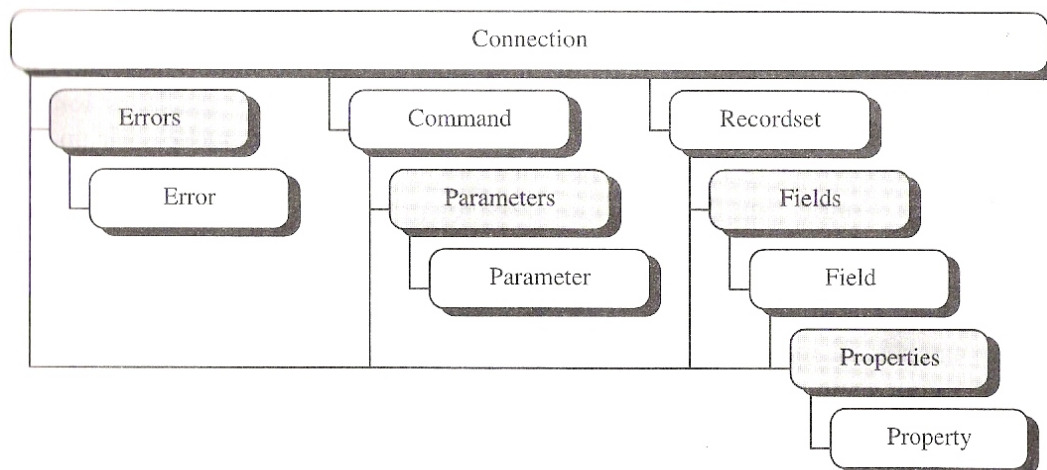 Connection
Errors
Command
Recordset
Error
Parameters
Fields
Parameter
Field
Properties
Property